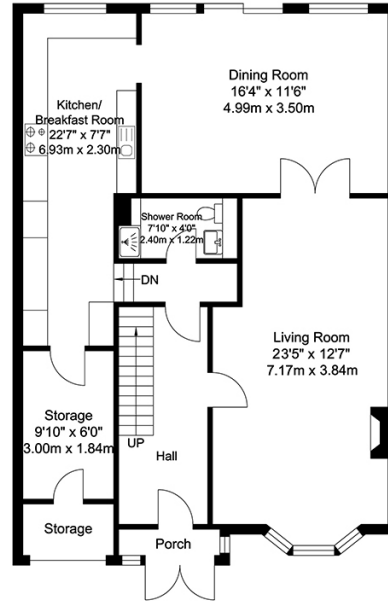 Dining Room
16'4" x 11'6"
4.99m x 3.50m
Kitchen/
Breakfast Room
22'7" x 7'7"
6.93m x 2.30m
Shower Room
7'10" x 4'0"
2.40m x 1.22m
DN
Living Room
23'5" x 12'7"
7.17m x 3.84m
Storage
9'10" x 6'0"
3.00m x 1.84m
UP
Hall
Storage
Porch